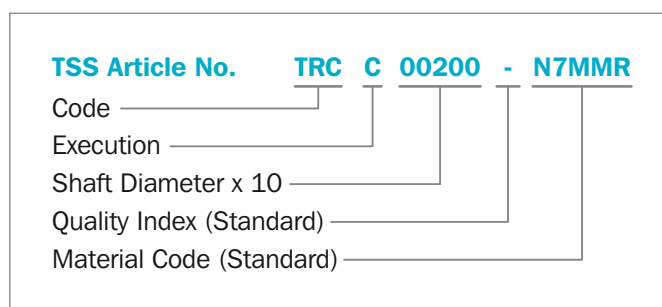 TSS Article No. TRC C 00200 - N7MMR
Code
Execution
Shaft Diameter x 10
Quality Index (Standard)
Material Code (Standard)